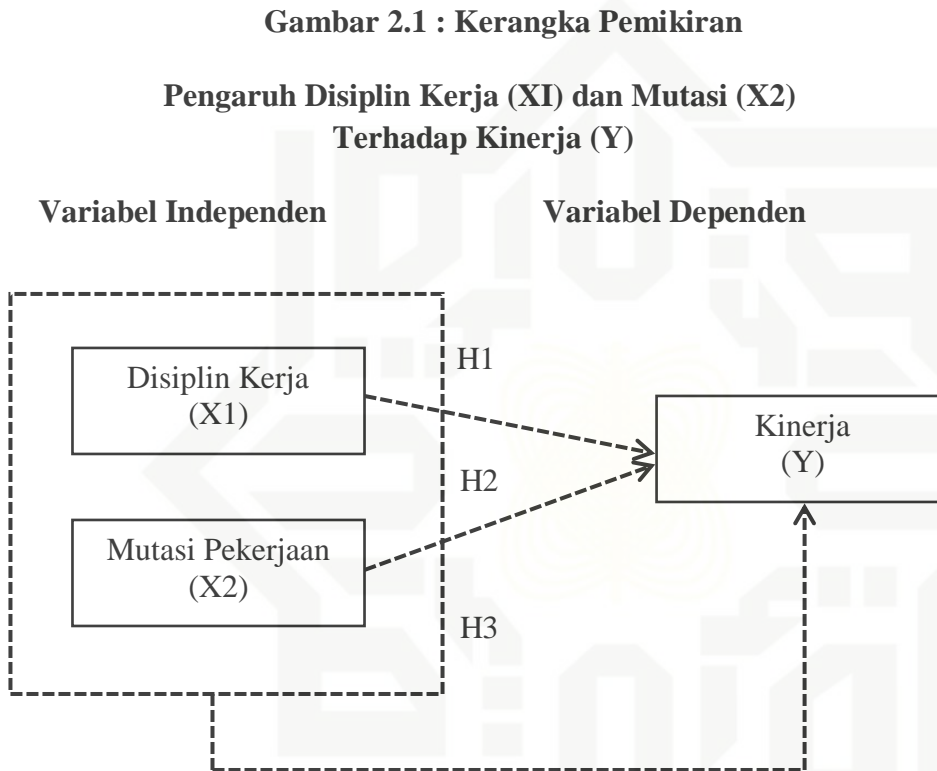 Gambar 2.1 : Kerangka Pemikiran
Pengaruh Disiplin Kerja (XI) dan Mutasi (X2)
Terhadap Kinerja (Y)
Variabel Independen
Variabel Dependen
H1
Disiplin Kerja
(X1)
Kinerja
(Y)
H2
Mutasi Pekerjaan
(X2)
H3